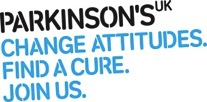 PARKINSON'S UK
CHANGE ATTITUDES.
FIND A CURE.
JOIN US.